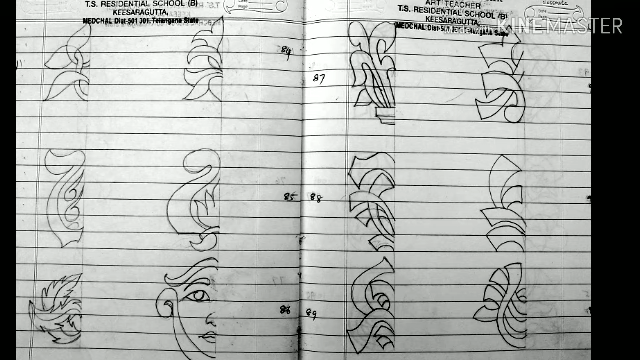 T.S. RESIDENTIAL SCHOOL (B)
KEESARAGUTTA,
MEDCHAL Dist-501 301. Telangana State
84
85
86
ART TEACHER
T.S. RESIDENTIAL SCHOOL (B)
KEESARAGUTTA,
MEDCHAL Dist-501 301. Telangana State
KINEMASTER
87
88
89